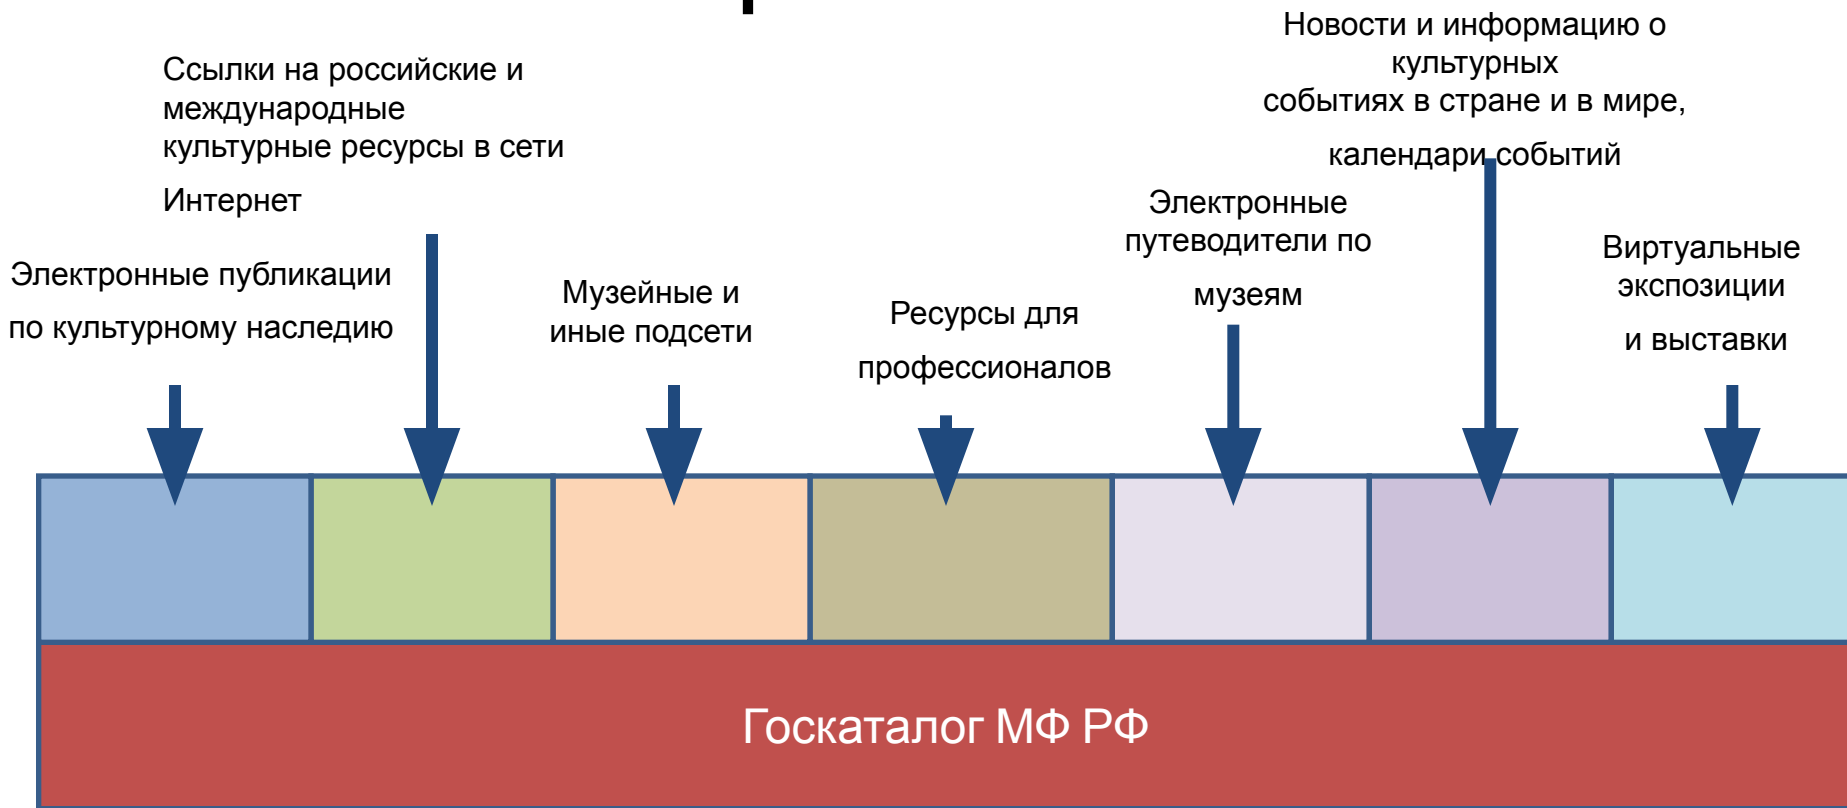 Ссылки на российские и
международные
культурные ресурсы в сети
Интернет
Новости и информацию о
культурных
событиях в стране и в мире,
календари событий
Электронные публикации
по культурному наследию
Музейные и
иные подсети
Ресурсы для
профессионалов
Электронные
путеводители по
музеям
Виртуальные
экспозиции
и выставки
Госкаталог МФ РФ